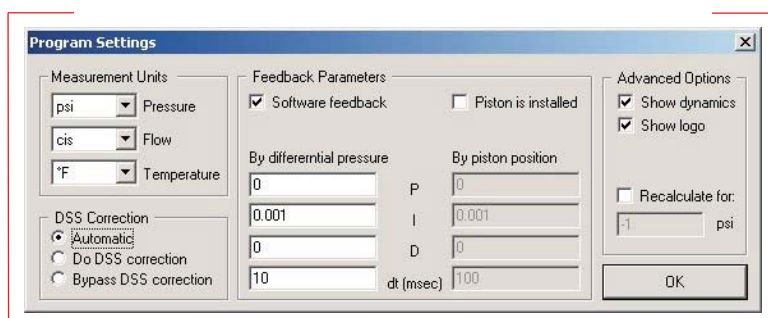 Program Settings
Measurement Units
psi Pressure
cis Flow
°F Temperature
DSS Correction
Automatic
Do DSS correction
Bypass DSS correction
Feedback Parameters
Software feedback Piston is installed
By differerntial pressure By piston position
0 P 0
0.001 I 0.001
0 D 0
10 dt (msec) 100
Advanced Options
Show dynamics
Show logo
Recalculate for:
-1 psi
OK